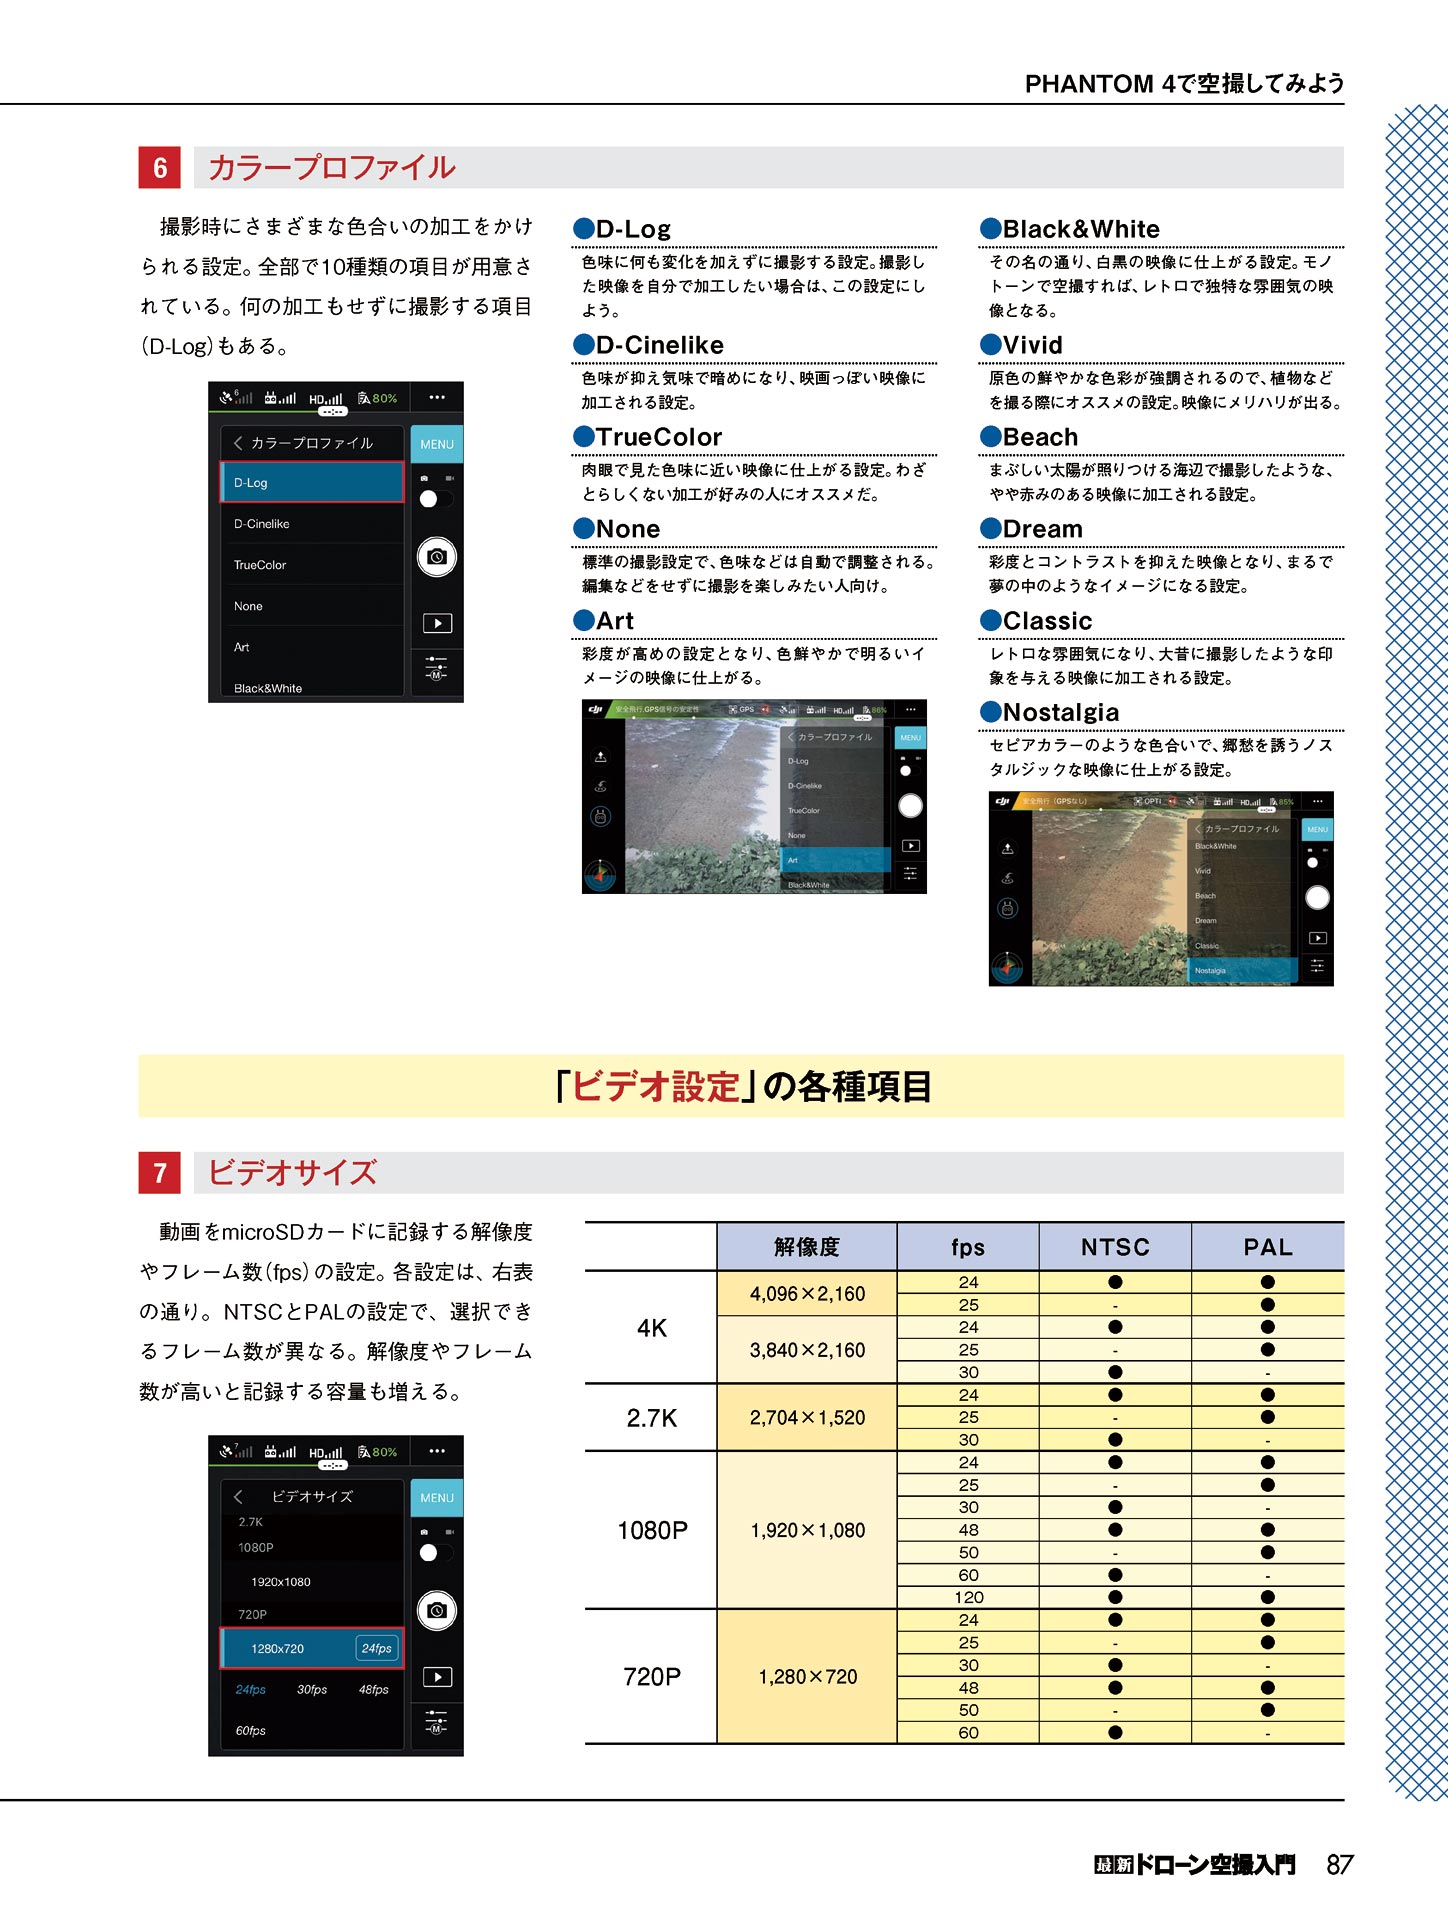 PHANTOM 4で空撮してみよう
6 カラープロファイル
撮影時にさまざまな色合いの加工をかけ
られる設定。全部で10種類の項目が用意さ
れている。何の加工もせずに撮影する項目
（D-Log）もある。
6 HD 80% •••
カラープロファイル
MENU
D-Log
D-Cinelike
TrueColor
None
Art
Black&White
●D-Log
色味に何も変化を加えずに撮影する設定。撮影し
た映像を自分で加工したい場合は、この設定にし
よう。
●D-Cinelike
色味が抑え気味で暗めになり、映画っぽい映像に
加工される設定。
●TrueColor
肉眼で見た色味に近い映像に仕上がる設定。わざ
とらしくない加工が好みの人にオススメだ。
●None
標準の撮影設定で、色味などは自動で調整される。
編集などをせずに撮影を楽しみたい人向け。
●Art
彩度が高めの設定となり、色鮮やかで明るいイ
メージの映像に仕上がる。
dji 安全飛行.GPS信号の安定性 GPS HD 86% •••
カラープロファイル
MENU
D-Log
D-Cinelike
TrueColor
None
Art
Black&White
●Black&White
その名の通り、白黒の映像に仕上がる設定。モノ
トーンで空撮すれば、レトロで独特な雰囲気の映
像となる。
●Vivid
原色の鮮やかな色彩が強調されるので、植物など
を撮る際にオススメの設定。映像にメリハリが出る。
●Beach
まぶしい太陽が照りつける海辺で撮影したような、
やや赤みのある映像に加工される設定。
●Dream
彩度とコントラストを抑えた映像となり、まるで
夢の中のようなイメージになる設定。
●Classic
レトロな雰囲気になり、大昔に撮影したような印
象を与える映像に加工される設定。
●Nostalgia
セピアカラーのような色合いで、郷愁を誘うノス
タルジックな映像に仕上がる設定。
dji 安全飛行（GPSなし） OPTI HD 85% •••
カラープロファイル
MENU
Black&White
Vivid
Beach
Dream
Classic
Nostalgia
「ビデオ設定」の各種項目
7 ビデオサイズ
動画をmicroSDカードに記録する解像度
やフレーム数（fps）の設定。各設定は、右表
の通り。NTSCとPALの設定で、選択でき
るフレーム数が異なる。解像度やフレーム
数が高いと記録する容量も増える。
7 HD 80% •••
ビデオサイズ
MENU
2.7K
1080P
1920x1080
720P
1280x720 24fps
24fps 30fps 48fps
60fps
解像度 fps NTSC PAL
4K 4,096×2,160 24 ● ●
25 - ●
3,840×2,160 24 ● ●
25 - ●
30 ● -
2.7K 2,704×1,520 24 ● ●
25 - ●
30 ● -
1080P 1,920×1,080 24 ● ●
25 - ●
30 ● -
48 ● ●
50 - ●
60 ● -
120 ● ●
720P 1,280×720 24 ● ●
25 - ●
30 ● -
48 ● ●
50 - ●
60 ● -
最新ドローン空撮入門 87